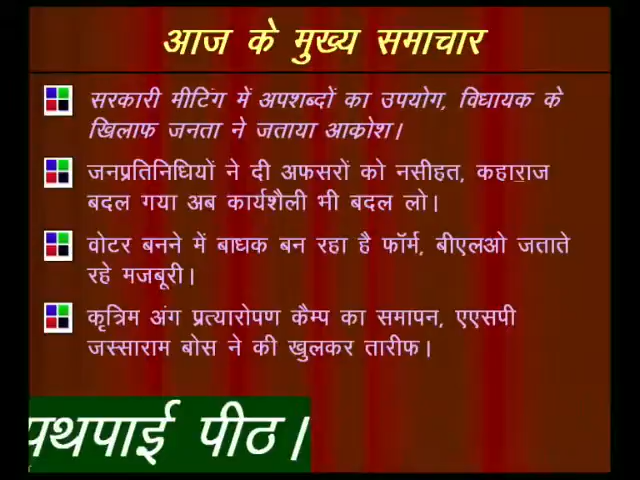 आज के मुख्य समाचार
सरकारी मीटिंग में अपशब्दों का उपयोग, विधायक के
खिलाफ जनता ने जताया आक्रोश।
जनप्रतिनिधियों ने दी अफसरों को नसीहत, कहाराज
बदल गया अब कार्यशैली भी बदल लो।
वोटर बनने में बाधक बन रहा है फॉर्म, बीएलओ जताते
रहे मजबूरी।
कृत्रिम अंग प्रत्यारोपण कैम्प का समापन, एएसपी
जस्साराम बोस ने की खुलकर तारीफ।
पीठ।